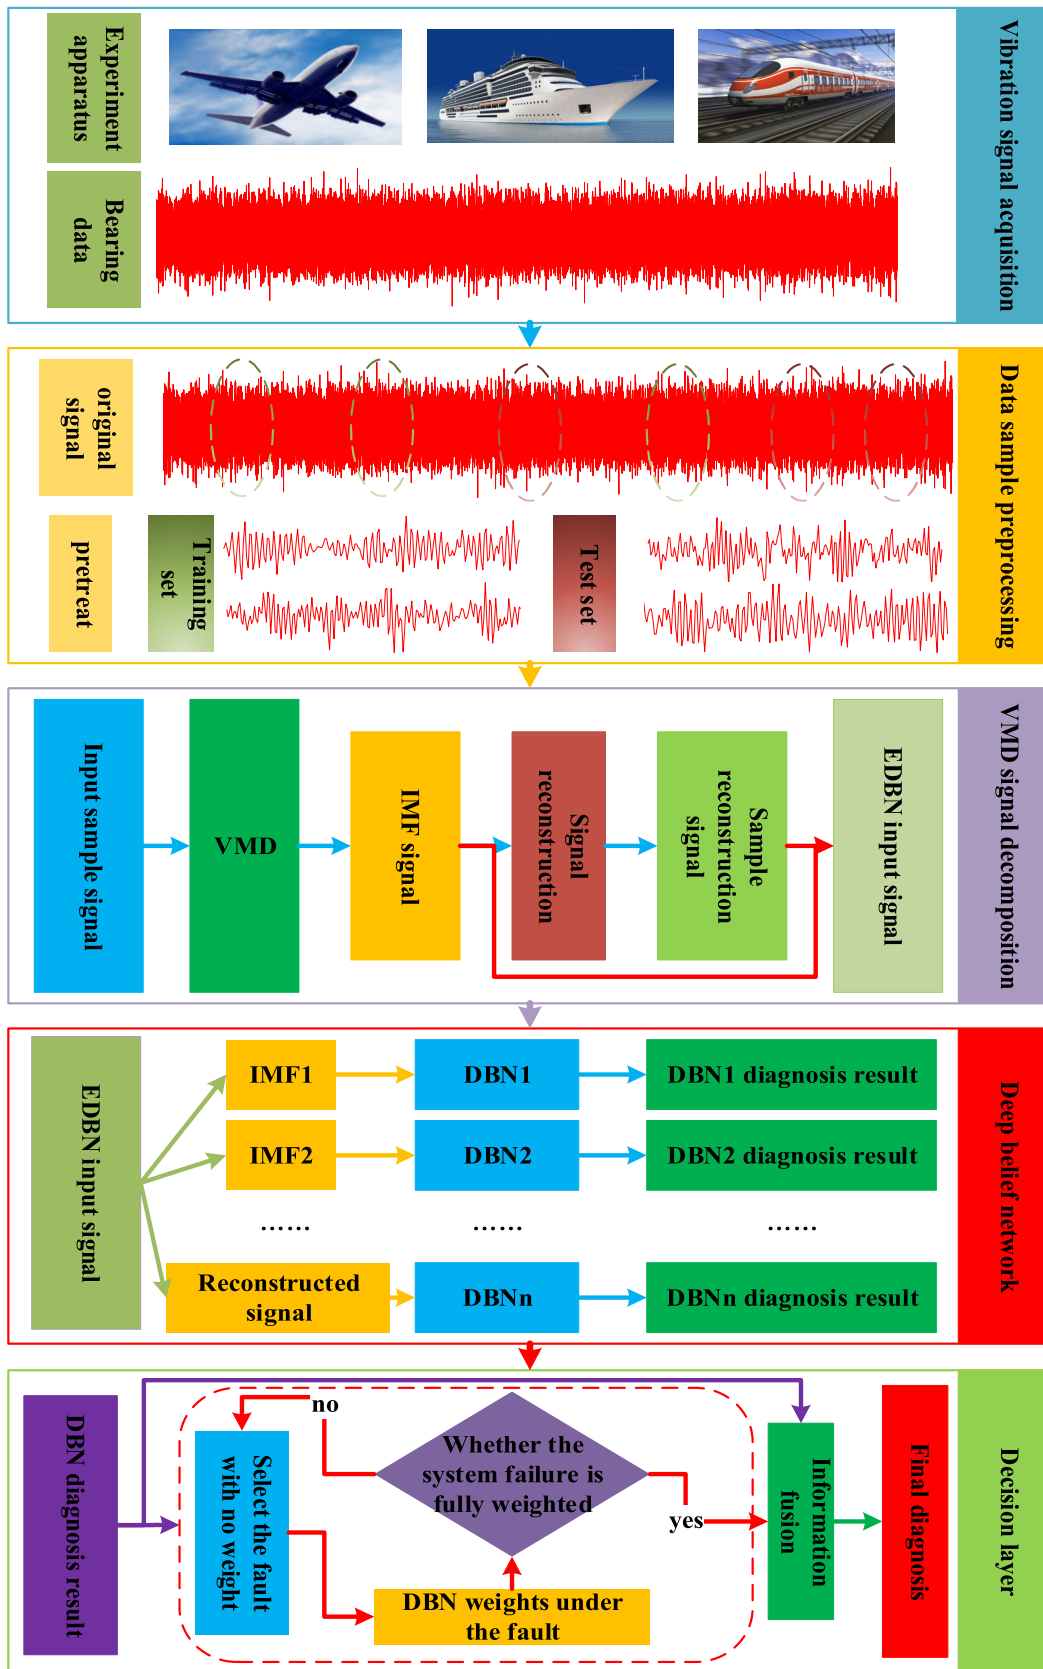 Experiment
apparatus
Bearing
data
Vibration signal acquisition
original
signal
pretreat
Training
set
Test set
Data sample preprocessing
Input sample signal
VMD
IMF signal
Signal
reconstruction
Sample
reconstruction
signal
EDBN input signal
VMD signal decomposition
EDBN input signal
IMF1
DBN1
DBN1 diagnosis result
IMF2
DBN2
DBN2 diagnosis result
......
......
......
Reconstructed
signal
DBNn
DBNn diagnosis result
Deep belief network
DBN diagnosis result
no
Select the fault
with no weight
Whether the
system failure is
fully weighted
yes
DBN weights under
the fault
Information
fusion
Final diagnosis
Decision layer